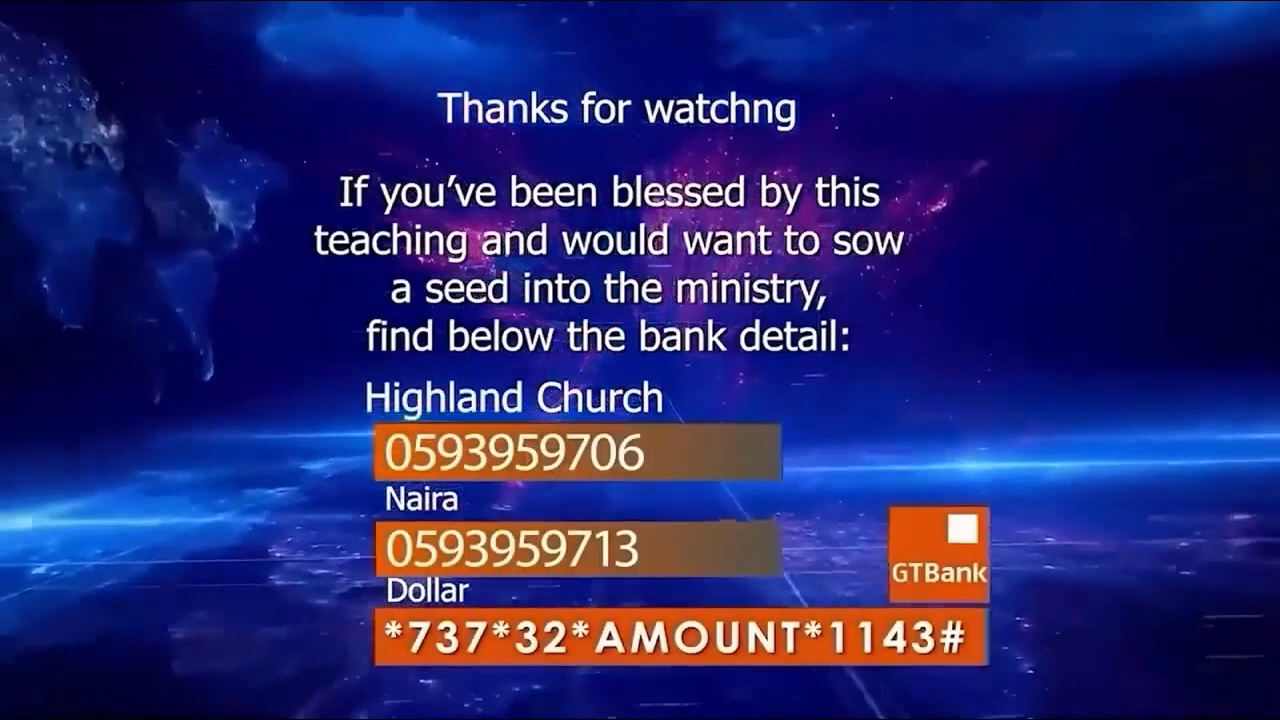 Thanks for watchng
If you've been blessed by this
teaching and would want to sow
a seed into the ministry,
find below the bank detail:
Highland Church
0593959706
Naira
0593959713
Dollar
GTBank
*737*32*AMOUNT*1143#